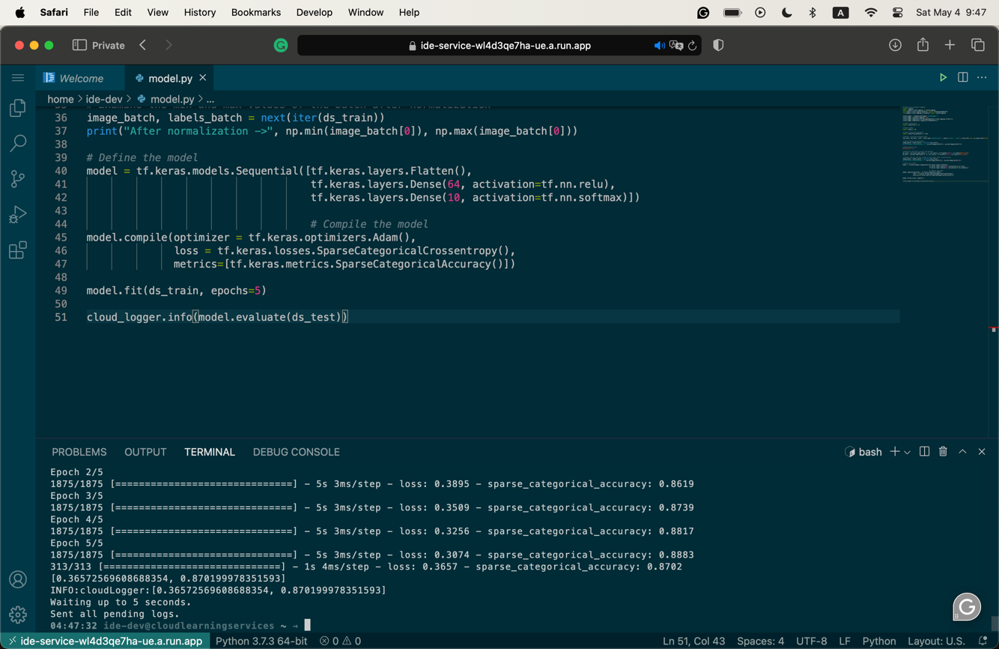 Safari File Edit View History Bookmarks Develop Window Help A Sat May 4 9:47
Private ide-service-wl4d3qe7ha-ue.a.run.app
Welcome model.py
home > ide-dev > model.py > ...
36 image_batch, labels_batch = next(iter(ds_train))
37 print("After normalization ->", np.min(image_batch[0]), np.max(image_batch[0]))
38
39 # Define the model
40 model = tf.keras.models.Sequential([tf.keras.layers.Flatten(),
41 tf.keras.layers.Dense(64, activation=tf.nn.relu),
42 tf.keras.layers.Dense(10, activation=tf.nn.softmax)])
43
44 # Compile the model
45 model.compile(optimizer = tf.keras.optimizers.Adam(),
46 loss = tf.keras.losses.SparseCategoricalCrossentropy(),
47 metrics=[tf.keras.metrics.SparseCategoricalAccuracy()])
48
49 model.fit(ds_train, epochs=5)
50
51 cloud_logger.info(model.evaluate(ds_test))
PROBLEMS OUTPUT TERMINAL DEBUG CONSOLE bash
Epoch 2/5
1875/1875 [==============================] - 5s 3ms/step - loss: 0.3895 - sparse_categorical_accuracy: 0.8619
Epoch 3/5
1875/1875 [==============================] - 5s 3ms/step - loss: 0.3509 - sparse_categorical_accuracy: 0.8739
Epoch 4/5
1875/1875 [==============================] - 5s 3ms/step - loss: 0.3256 - sparse_categorical_accuracy: 0.8817
Epoch 5/5
1875/1875 [==============================] - 5s 3ms/step - loss: 0.3074 - sparse_categorical_accuracy: 0.8883
313/313 [==============================] - 1s 4ms/step - loss: 0.3657 - sparse_categorical_accuracy: 0.8702
[0.36572569608688354, 0.870199978351593]
INFO:cloudLogger:[0.36572569608688354, 0.870199978351593]
Waiting up to 5 seconds.
Sent all pending logs.
04:47:32 ide-dev@cloudlearningservices ~ →
ide-service-wl4d3qe7ha-ue.a.run.app Python 3.7.3 64-bit 0 0 Ln 51, Col 43 Spaces: 4 UTF-8 LF Python Layout: U.S.